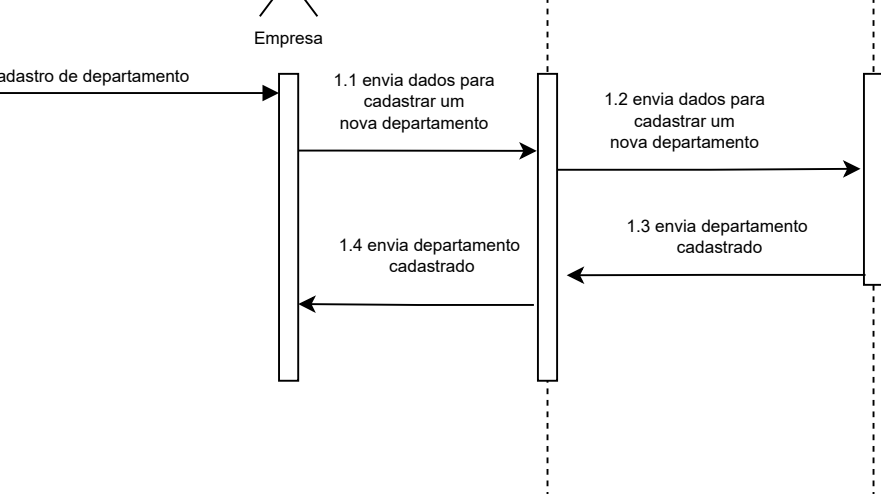 Empresa
adastro de departamento
1.1 envia dados para
cadastrar um
nova departamento
1.2 envia dados para
cadastrar um
nova departamento
1.3 envia departamento
cadastrado
1.4 envia departamento
cadastrado